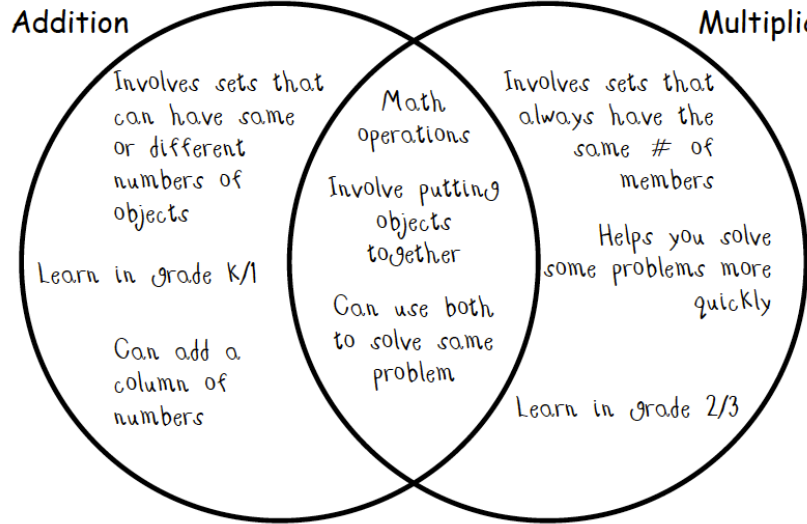 Addition
Multiplic
Involves sets that
can have same
or different
numbers of
objects
Learn in grade K/1
Can add a
column of
numbers
Math
operations
Involve putting
objects
together
Can use both
to solve same
problem
Involves sets that
always have the
same # of
members
Helps you solve
some problems more
quickly
Learn in grade 2/3